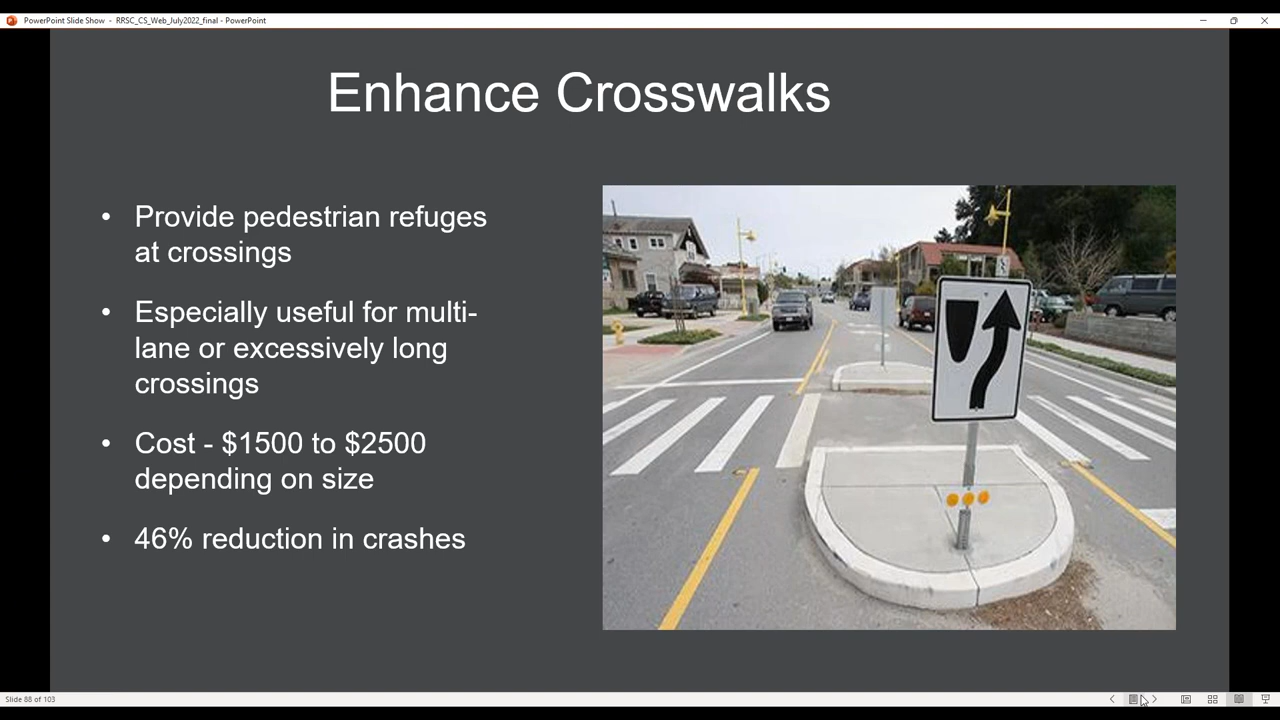 PowerPoint Slide Show - RRSC_CS_Web_July2022_final - PowerPoint
Enhance Crosswalks
• Provide pedestrian refuges
at crossings
• Especially useful for multi-
lane or excessively long
crossings
• Cost - $1500 to $2500
depending on size
• 46% reduction in crashes
Slide 88 of 103